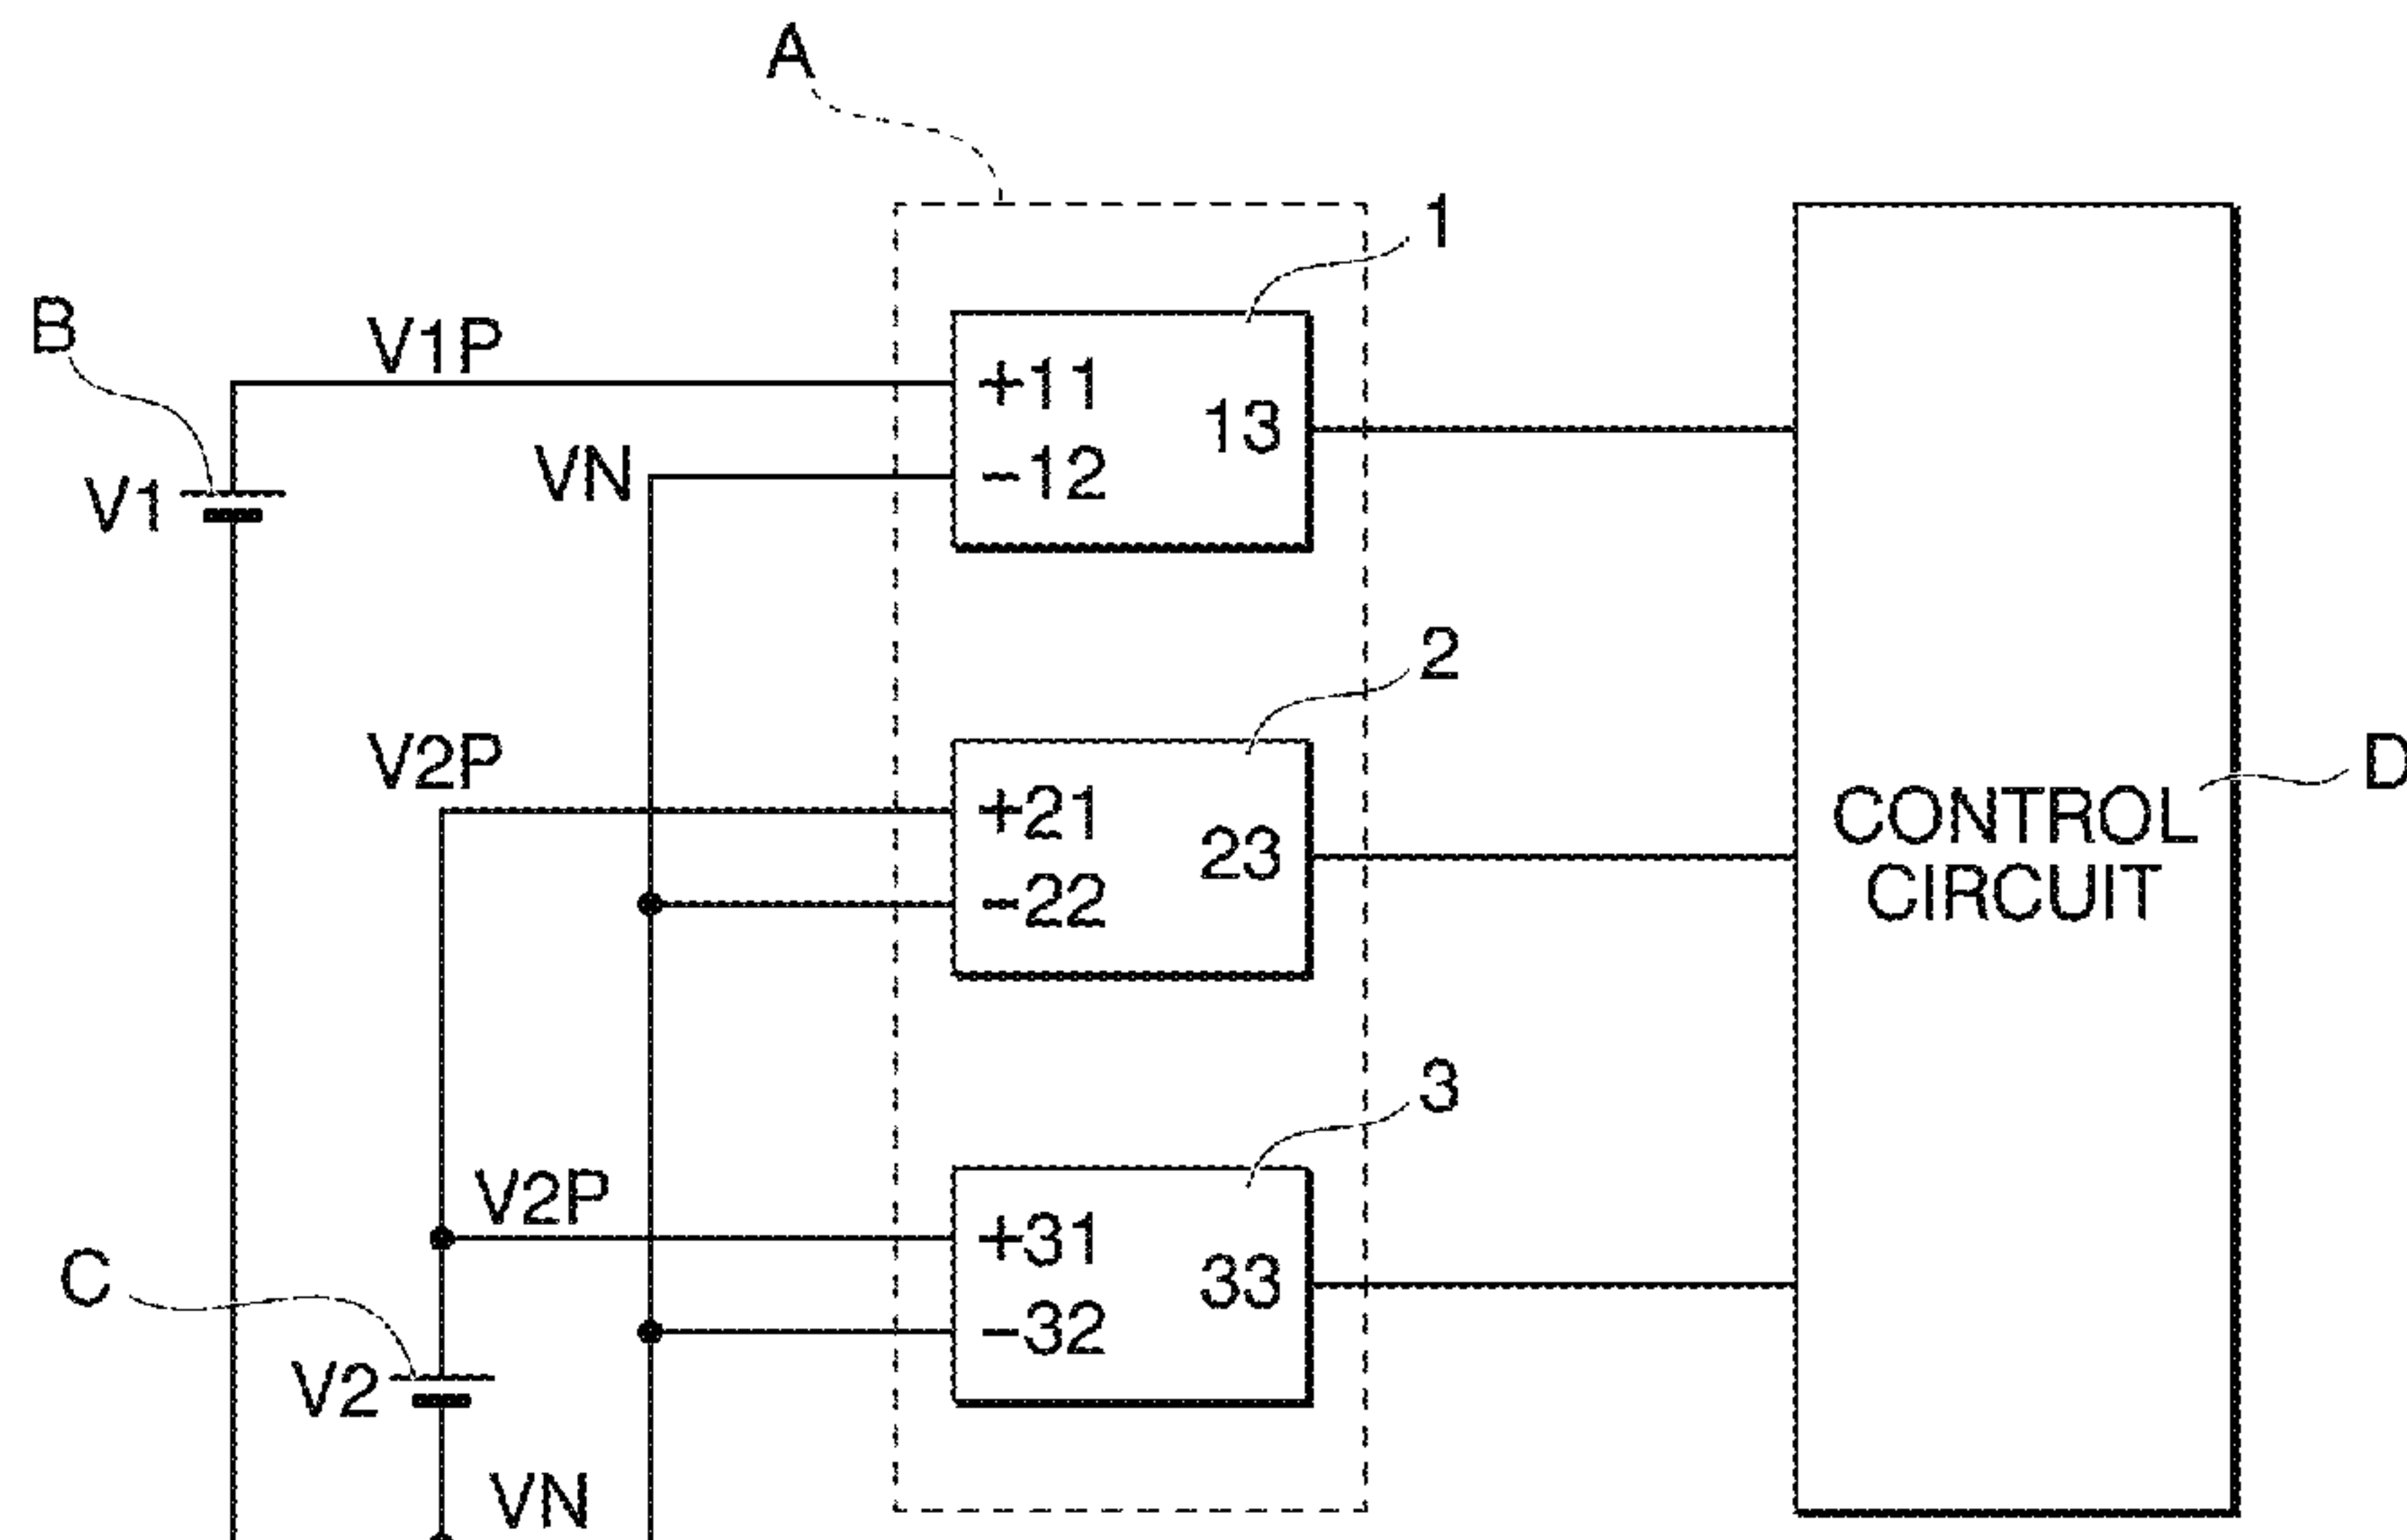 A
1
B
V1P
+11
13
VN
-12
V1
2
V2P
+21
23
-22
D
CONTROL
CIRCUIT
3
V2P
+31
33
-32
C
V2
VN